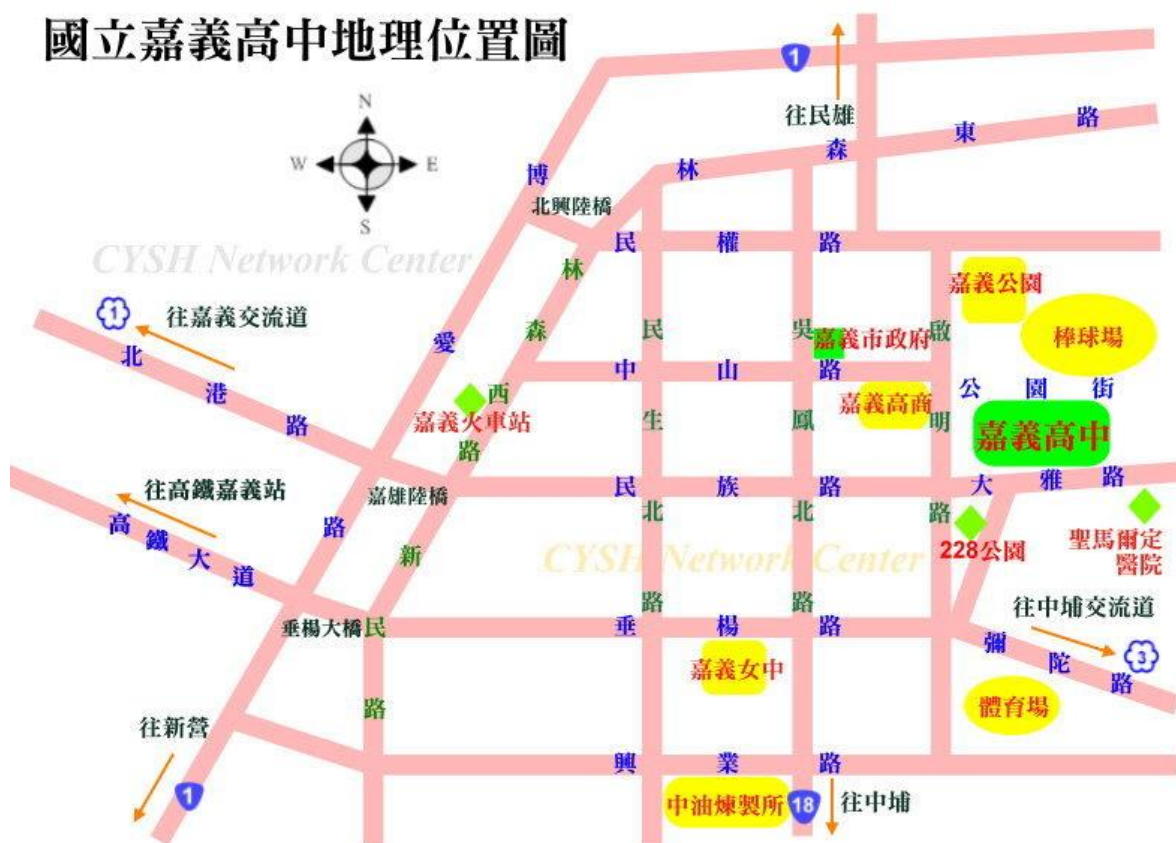 國立嘉義高中地理位置圖
1
往民雄
N
W
E
S
林森東路
博愛路
北興陸橋
民權路
CYSH Network Center
林森西路
嘉義公園
1
往嘉義交流道
北港路
民生北路
吳鳳北路
嘉義市政府
啟明路
棒球場
中山路
公園街
嘉義火車站
嘉義高商
嘉義高中
往高鐵嘉義站
嘉雄陸橋
民族路
大雅路
高鐵大道
新民路
CYSH Network Center
228公園
聖馬爾定
醫院
往中埔交流道
垂楊大橋
垂楊路
3
彌陀路
嘉義女中
體育場
往新營
興業路
1
中油煉製所
18
往中埔